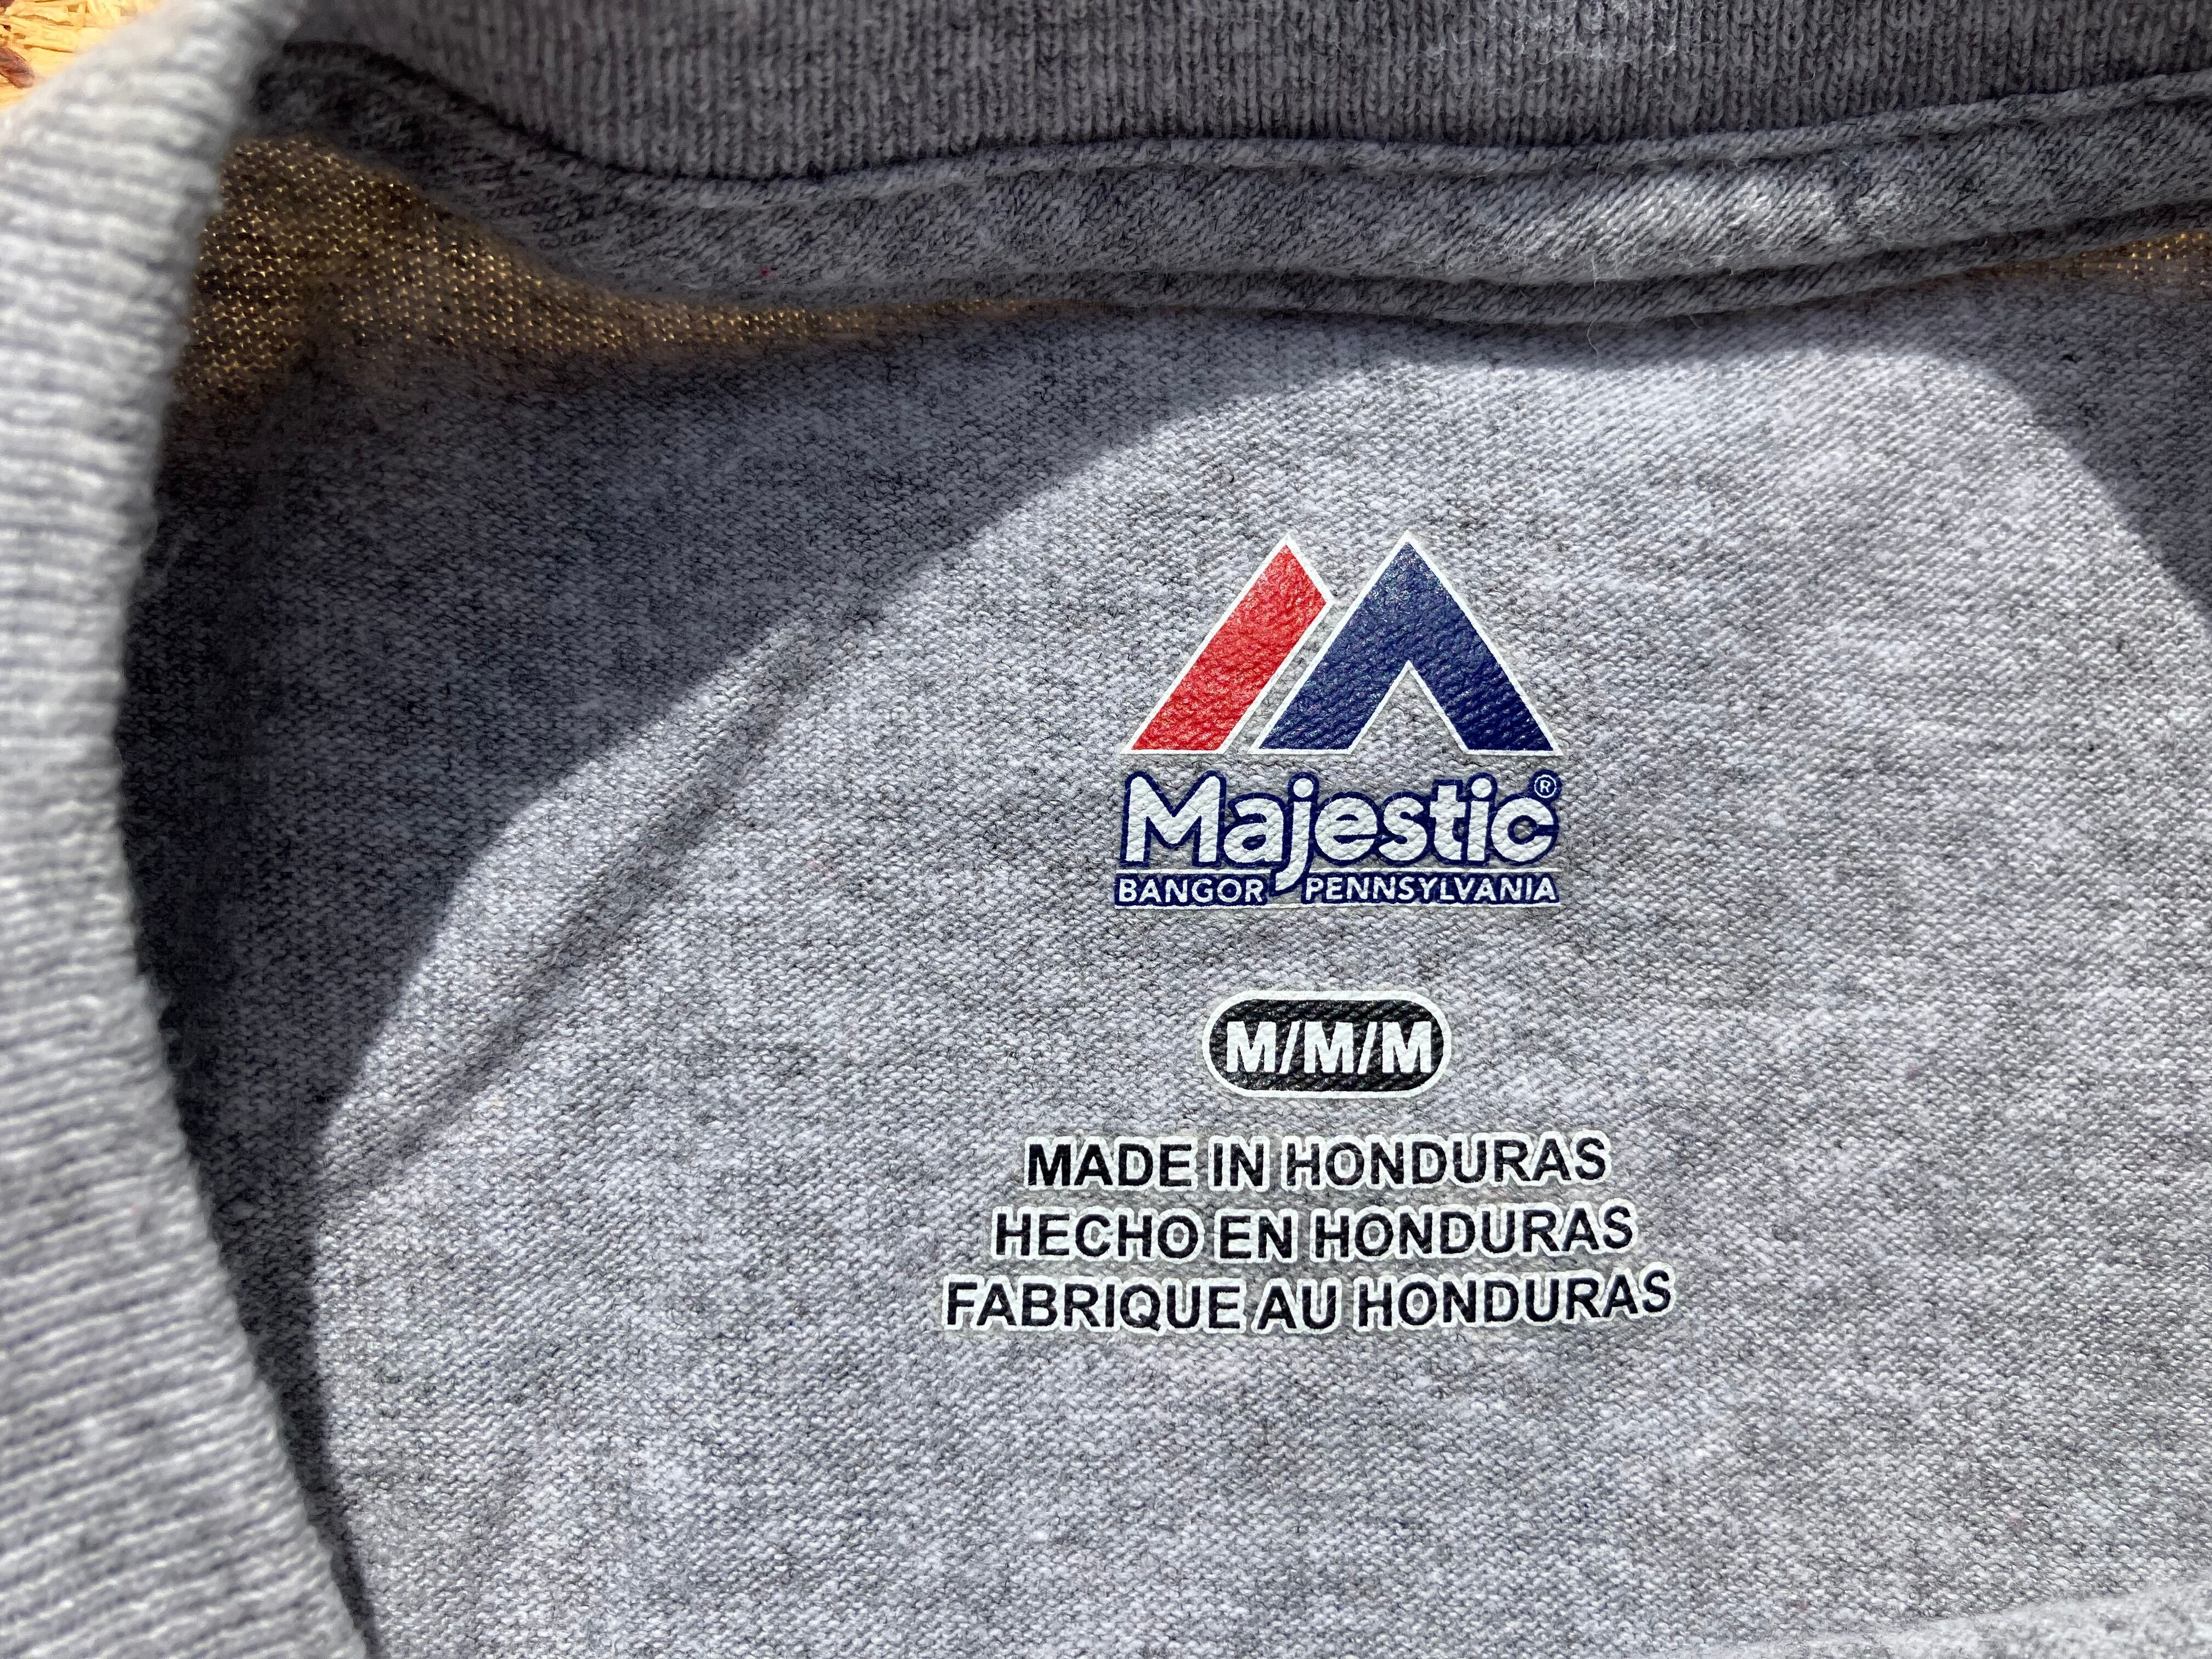 Majestic®
BANGOR PENNSYLVANIA
M/M/M
MADE IN HONDURAS
HECHO EN HONDURAS
FABRIQUE AU HONDURAS